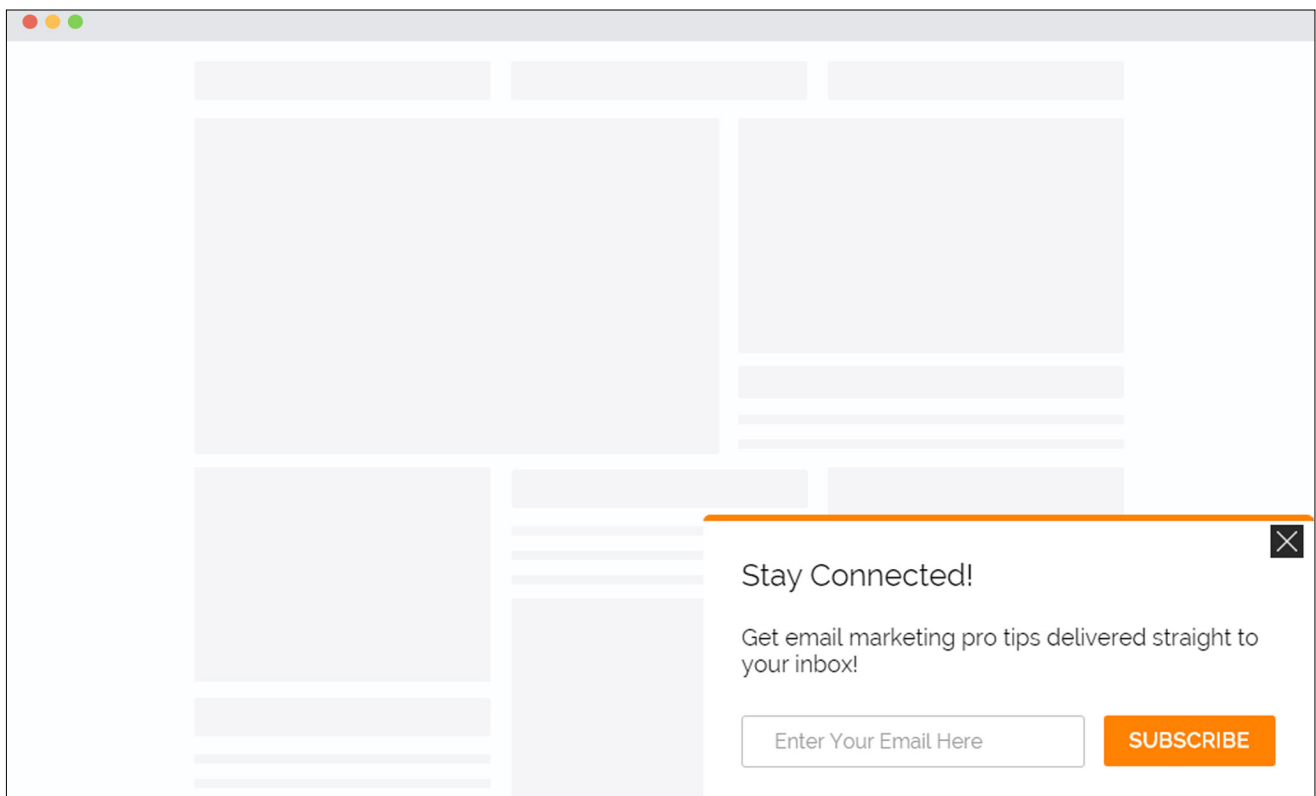 Stay Connected!
Get email marketing pro tips delivered straight to
your inbox!
Enter Your Email Here
SUBSCRIBE